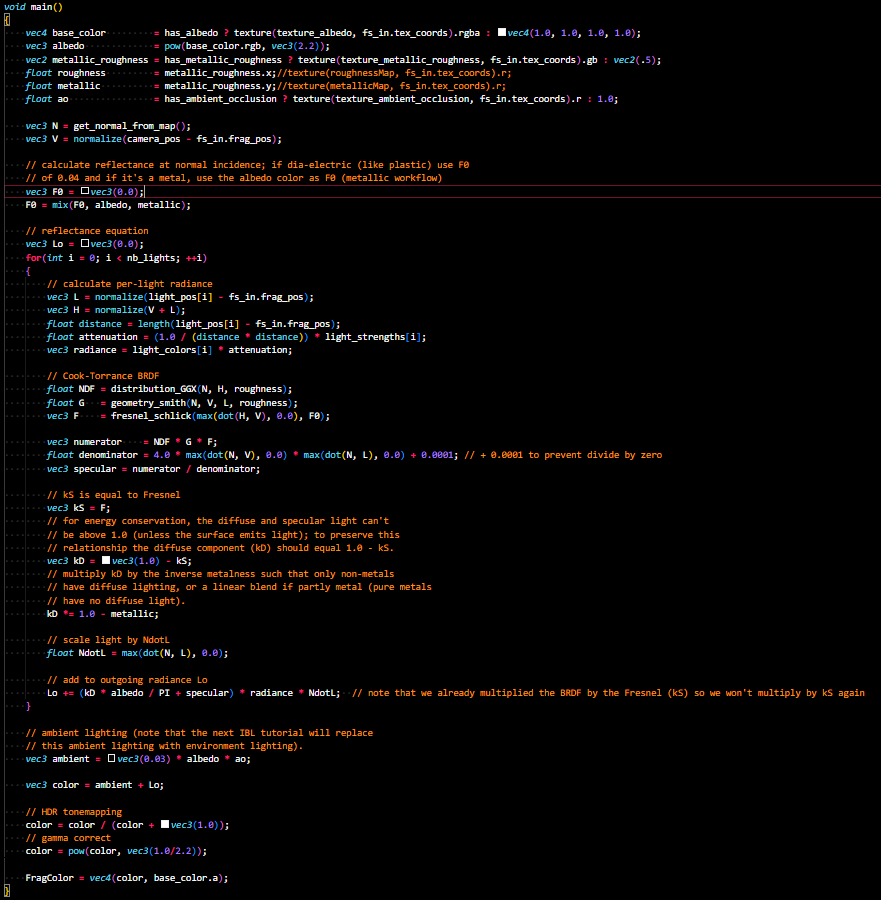 void main()
{
    vec4 base_color         = has_albedo ? texture(texture_albedo, fs_in.tex_coords).rgba : vec4(1.0, 1.0, 1.0, 1.0);
    vec3 albedo             = pow(base_color.rgb, vec3(2.2));
    vec2 metallic_roughness = has_metallic_roughness ? texture(texture_metallic_roughness, fs_in.tex_coords).gb : vec2(.5);
    float roughness         = metallic_roughness.x;//texture(roughnessMap, fs_in.tex_coords).r;
    float metallic          = metallic_roughness.y;//texture(metallicMap, fs_in.tex_coords).r;
    float ao                = has_ambient_occlusion ? texture(texture_ambient_occlusion, fs_in.tex_coords).r : 1.0;

    vec3 N = get_normal_from_map();
    vec3 V = normalize(camera_pos - fs_in.frag_pos);

    // calculate reflectance at normal incidence; if dia-electric (like plastic) use F0
    // of 0.04 and if it's a metal, use the albedo color as F0 (metallic workflow)
    vec3 F0 = vec3(0.0);
    F0 = mix(F0, albedo, metallic);

    // reflectance equation
    vec3 Lo = vec3(0.0);
    for(int i = 0; i < nb_lights; ++i)
    {
        // calculate per-light radiance
        vec3 L = normalize(light_pos[i] - fs_in.frag_pos);
        vec3 H = normalize(V + L);
        float distance = length(light_pos[i] - fs_in.frag_pos);
        float attenuation = (1.0 / (distance * distance)) * light_strengths[i];
        vec3 radiance = light_colors[i] * attenuation;

        // Cook-Torrance BRDF
        float NDF = distribution_GGX(N, H, roughness);
        float G   = geometry_smith(N, V, L, roughness);
        vec3 F    = fresnel_schlick(max(dot(H, V), 0.0), F0);

        vec3 numerator    = NDF * G * F;
        float denominator = 4.0 * max(dot(N, V), 0.0) * max(dot(N, L), 0.0) + 0.0001; // + 0.0001 to prevent divide by zero
        vec3 specular = numerator / denominator;

        // kS is equal to Fresnel
        vec3 kS = F;
        // for energy conservation, the diffuse and specular light can't
        // be above 1.0 (unless the surface emits light); to preserve this
        // relationship the diffuse component (kD) should equal 1.0 - kS.
        vec3 kD = vec3(1.0) - kS;
        // multiply kD by the inverse metalness such that only non-metals
        // have diffuse lighting, or a linear blend if partly metal (pure metals
        // have no diffuse light).
        kD *= 1.0 - metallic;

        // scale light by NdotL
        float NdotL = max(dot(N, L), 0.0);

        // add to outgoing radiance Lo
        Lo += (kD * albedo / PI + specular) * radiance * NdotL;  // note that we already multiplied the BRDF by the Fresnel (kS) so we won't multiply by kS again
    }

    // ambient lighting (note that the next IBL tutorial will replace
    // this ambient lighting with environment lighting).
    vec3 ambient = vec3(0.03) * albedo * ao;

    vec3 color = ambient + Lo;

    // HDR tonemapping
    color = color / (color + vec3(1.0));
    // gamma correct
    color = pow(color, vec3(1.0/2.2));

    FragColor = vec4(color, base_color.a);
}